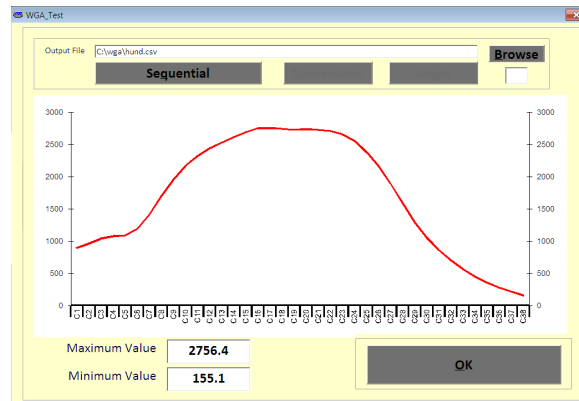 WGA_Test
Output File C:\wga\hund.csv Browse
Sequential
3000 3000
2500 2500
2000 2000
1500 1500
1000 1000
500 500
0 0
C1 C2 C3 C4 C5 C6 C7 C8 C9 C10 C11 C12 C13 C14 C15 C16 C17 C18 C19 C20 C21 C22 C23 C24 C25 C26 C27 C28 C29 C30 C31 C32 C33 C34 C35 C36 C37 C38
Maximum Value 2756.4
Minimum Value 155.1
OK